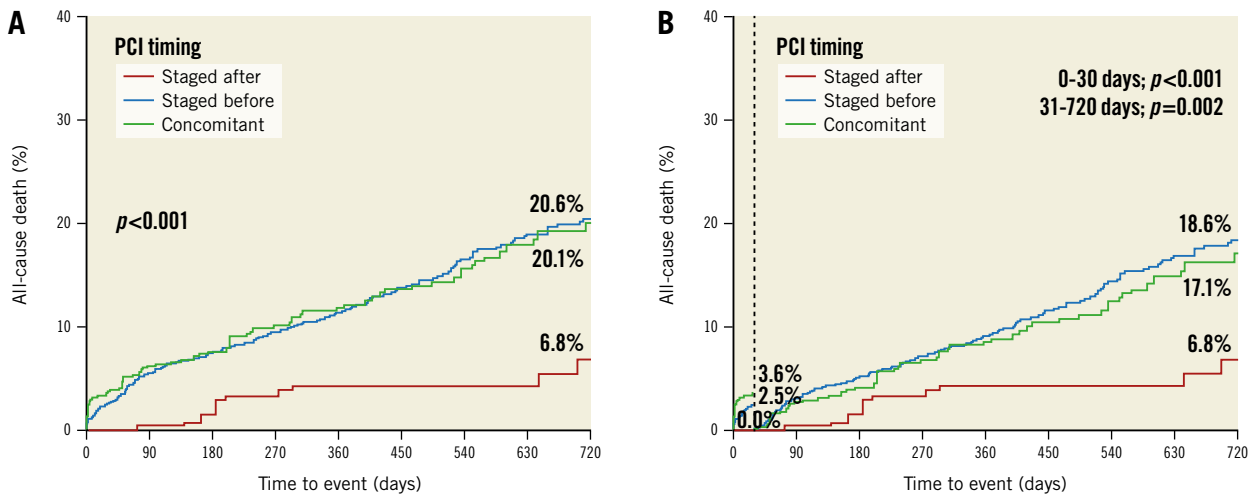 A
PCI timing
Staged after
Staged before
Concomitant
p<0.001
20.6%
20.1%
6.8%
40
30
20
10
0
All-cause death (%)
0 90 180 270 360 450 540 630 720
Time to event (days)
B
PCI timing
Staged after
Staged before
Concomitant
0-30 days; p<0.001
31-720 days; p=0.002
18.6%
17.1%
6.8%
3.6%
2.5%
0.0%
40
30
20
10
0
All-cause death (%)
0 90 180 270 360 450 540 630 720
Time to event (days)